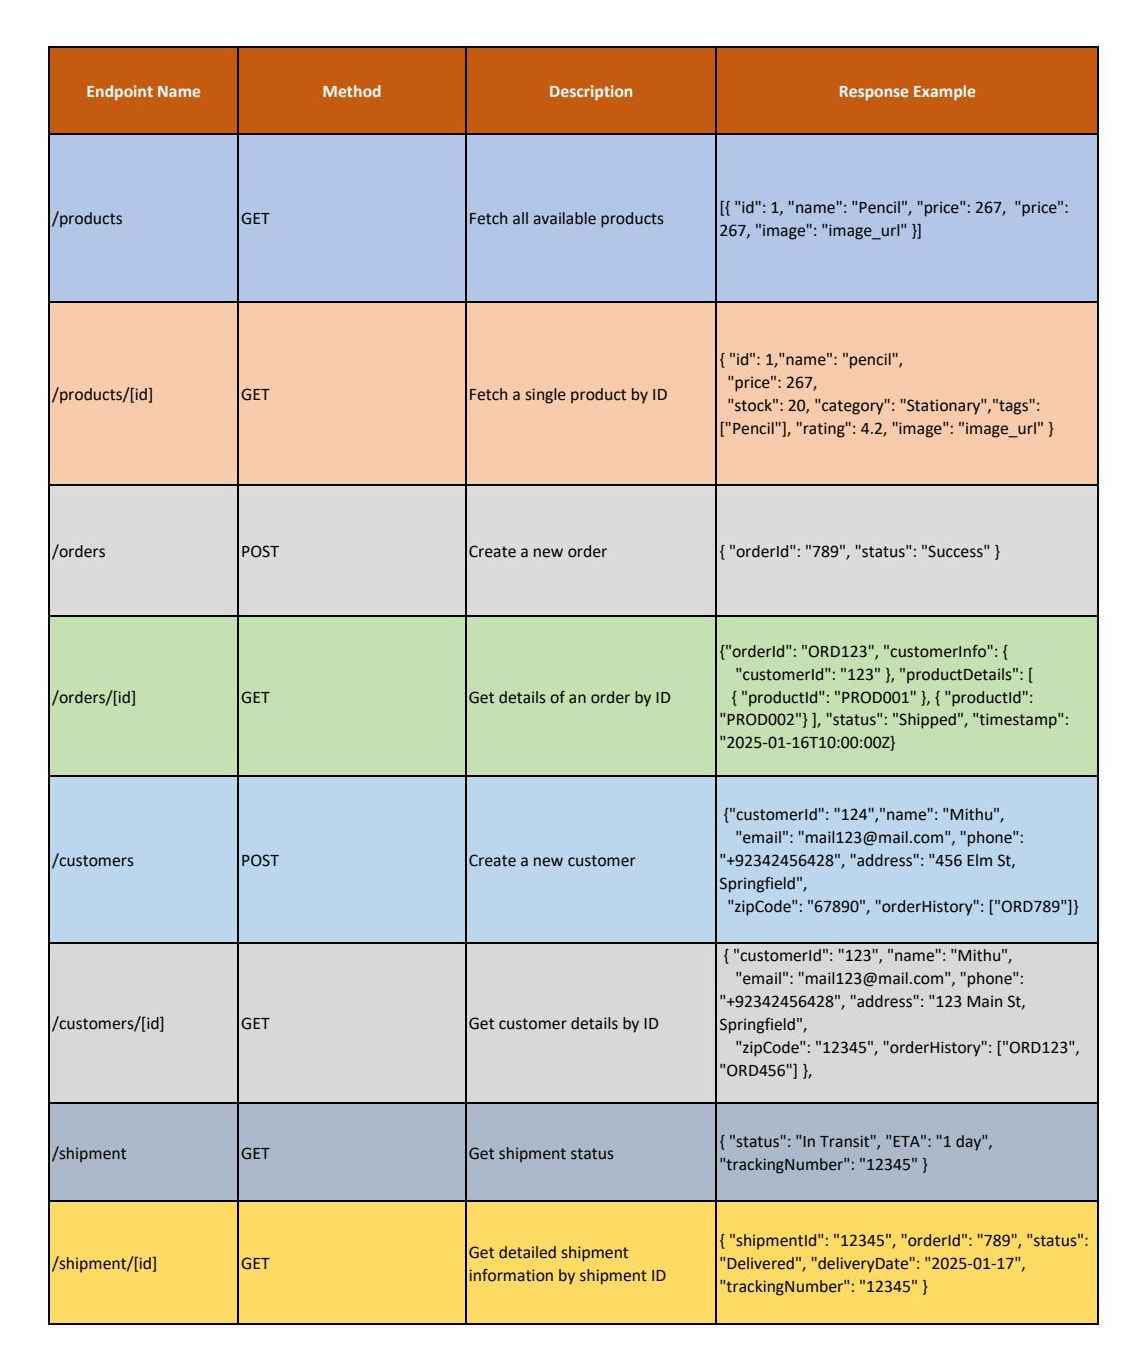 Endpoint Name Method Description Response Example
/products GET Fetch all available products
[{ "id": 1, "name": "Pencil", "price": 267,  "price":
267, "image": "image_url" }]
/products/[id] GET Fetch a single product by ID
{ "id": 1,"name": "pencil",
"price": 267,
"stock": 20, "category": "Stationary","tags":
["Pencil"], "rating": 4.2, "image": "image_url" }
/orders POST Create a new order
{ "orderId": "789", "status": "Success" }
/orders/[id] GET Get details of an order by ID
{"orderId": "ORD123", "customerInfo": {
"customerId": "123" }, "productDetails": [
{ "productId": "PROD001" }, { "productId":
"PROD002"} ], "status": "Shipped", "timestamp":
"2025-01-16T10:00:00Z}
/customers POST Create a new customer
{"customerId": "124","name": "Mithu",
"email": "mail123@mail.com", "phone":
"+92342456428", "address": "456 Elm St,
Springfield",
"zipCode": "67890", "orderHistory": ["ORD789"]}
/customers/[id] GET Get customer details by ID
{ "customerId": "123", "name": "Mithu",
"email": "mail123@mail.com", "phone":
"+92342456428", "address": "123 Main St,
Springfield",
"zipCode": "12345", "orderHistory": ["ORD123",
"ORD456"] },
/shipment GET Get shipment status
{ "status": "In Transit", "ETA": "1 day",
"trackingNumber": "12345" }
/shipment/[id] GET Get detailed shipment
information by shipment ID
{ "shipmentId": "12345", "orderId": "789", "status":
"Delivered", "deliveryDate": "2025-01-17",
"trackingNumber": "12345" }